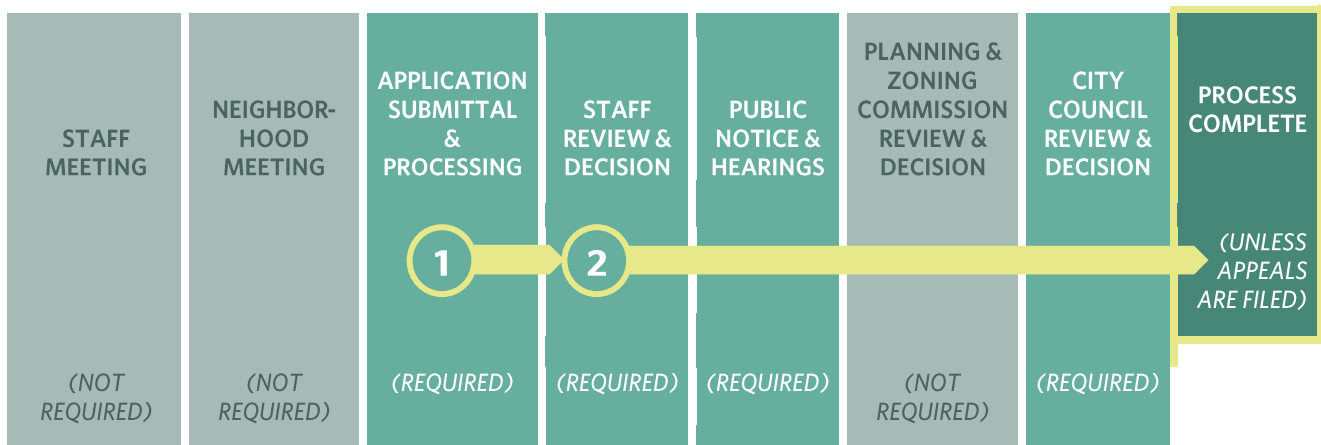 STAFF
MEETING
(NOT
REQUIRED)
NEIGHBOR-
HOOD
MEETING
(NOT
REQUIRED)
APPLICATION
SUBMITTAL
&
PROCESSING
1
(REQUIRED)
STAFF
REVIEW &
DECISION
2
(REQUIRED)
PUBLIC
NOTICE &
HEARINGS
(REQUIRED)
PLANNING &
ZONING
COMMISSION
REVIEW &
DECISION
(NOT
REQUIRED)
CITY
COUNCIL
REVIEW &
DECISION
(REQUIRED)
PROCESS
COMPLETE
(UNLESS
APPEALS
ARE FILED)